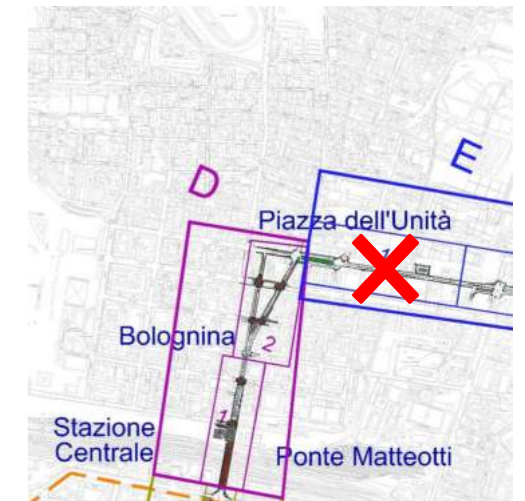 E
D
Piazza dell'Unità
1
Bolognina
2
1
Stazione
Centrale
Ponte Matteotti